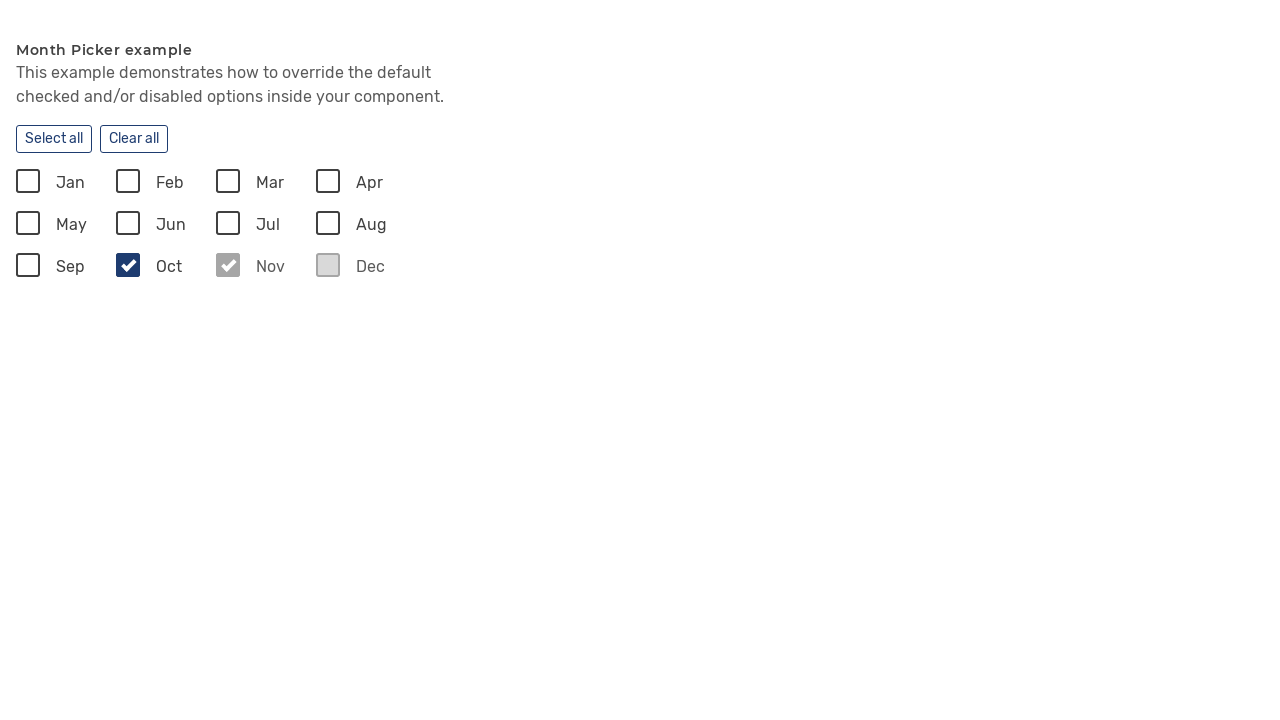 Month Picker example
This example demonstrates how to override the default
checked and/or disabled options inside your component.
Select all Clear all
Jan Feb Mar Apr
May Jun Jul Aug
Sep Oct Nov Dec